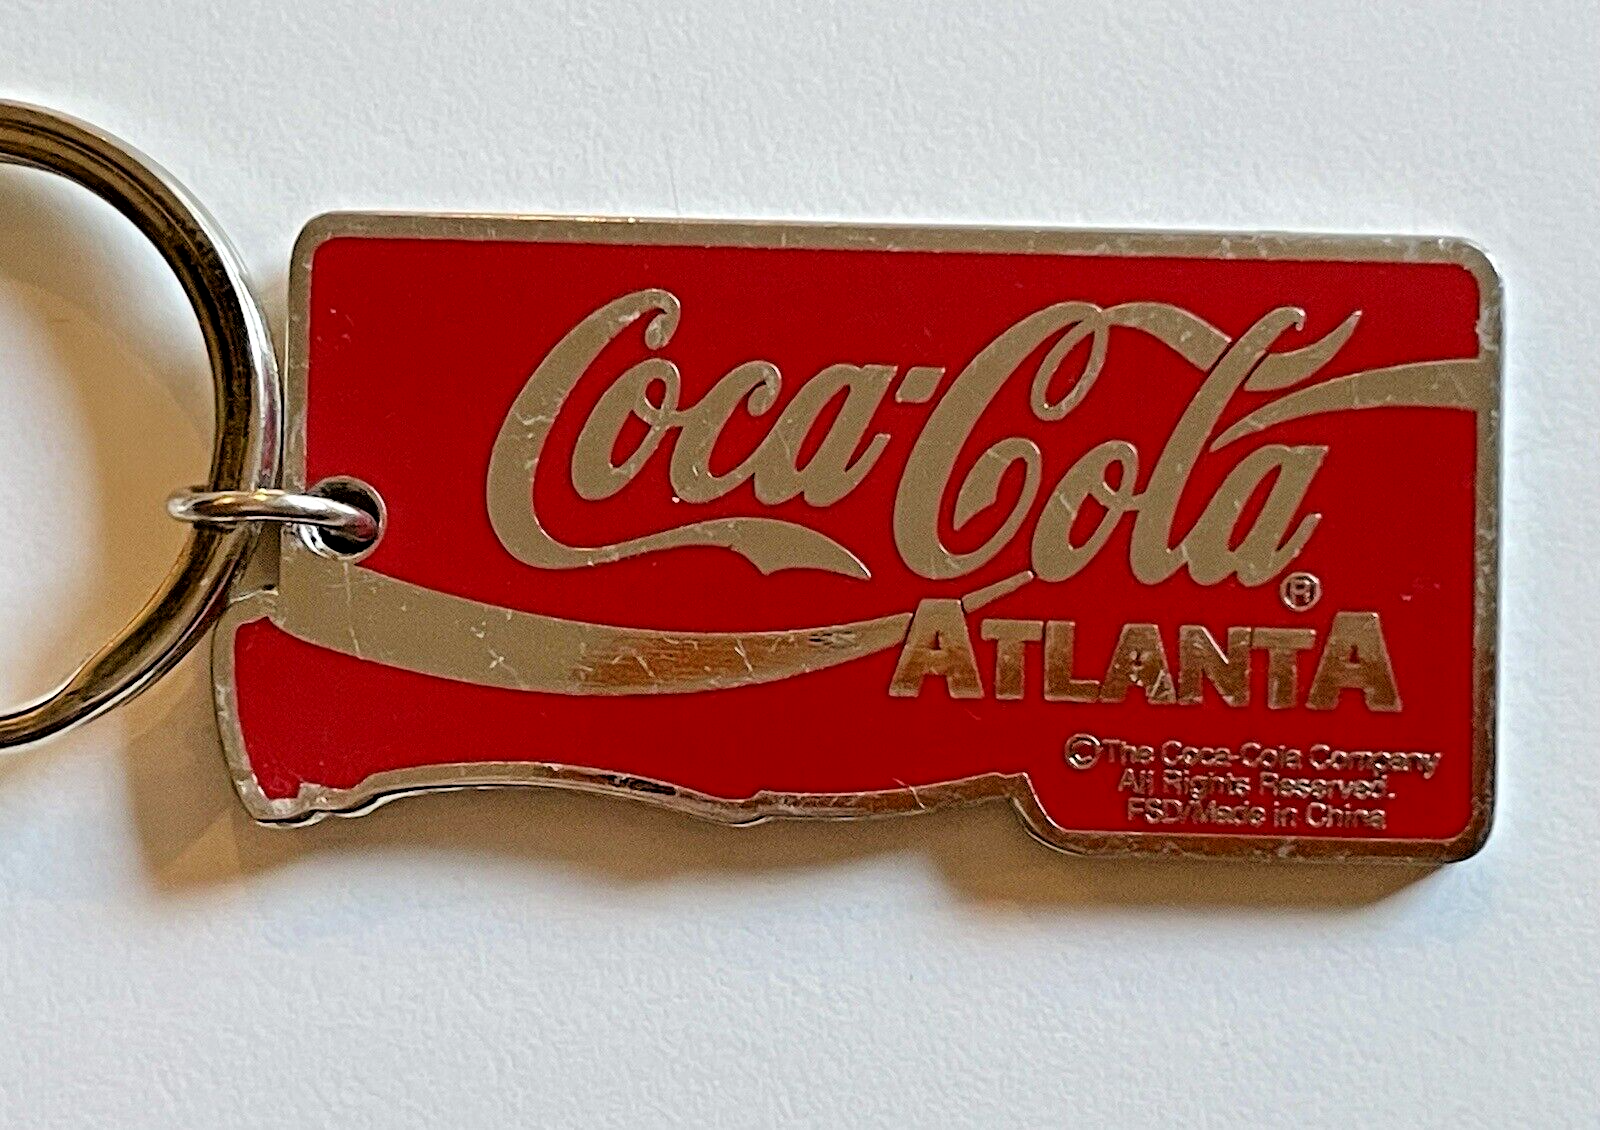 Coca-Cola ®
ATLANTA
© The Coca-Cola Company
All Rights Reserved.
FSD/Made in China